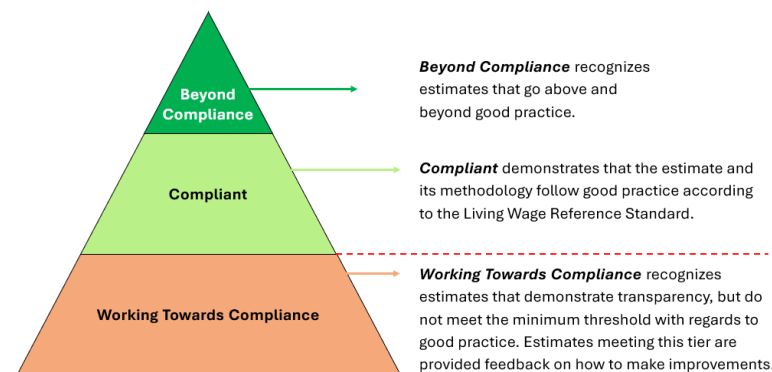 Beyond
Compliance
Beyond Compliance recognizes
estimates that go above and
beyond good practice.
Compliant
Compliant demonstrates that the estimate and
its methodology follow good practice according
to the Living Wage Reference Standard.
Working Towards Compliance
Working Towards Compliance recognizes
estimates that demonstrate transparency, but do
not meet the minimum threshold with regards to
good practice. Estimates meeting this tier are
provided feedback on how to make improvements.